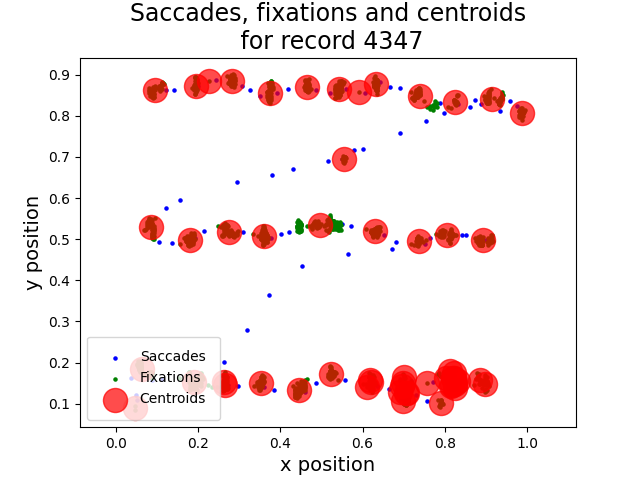 Saccades, fixations and centroids
for record 4347
0.9
0.8
0.7
0.6
0.5
0.4
0.3
0.2
0.1
y position
Saccades
Fixations
Centroids
0.0 0.2 0.4 0.6 0.8 1.0
x position